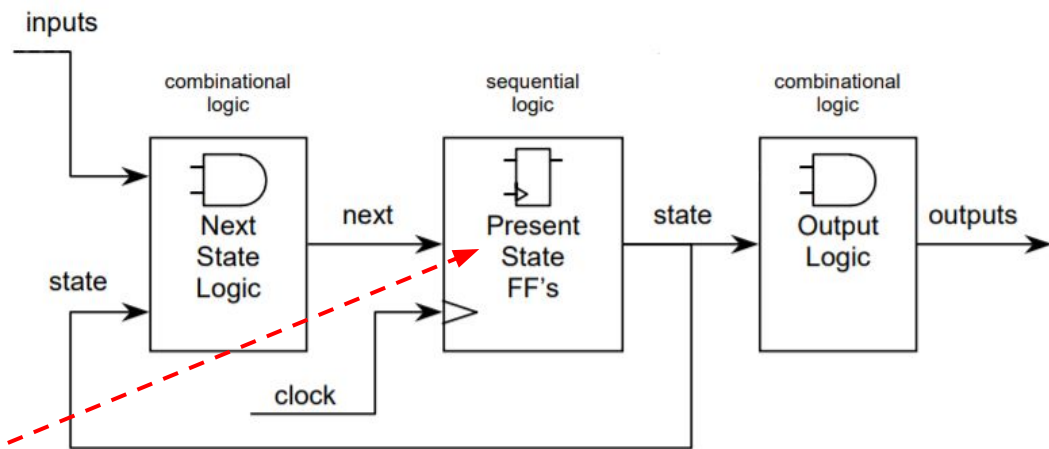 inputs
combinational
logic
sequential
logic
combinational
logic
Next
State
Logic
next
Present
State
FF's
state
Output
Logic
outputs
state
clock